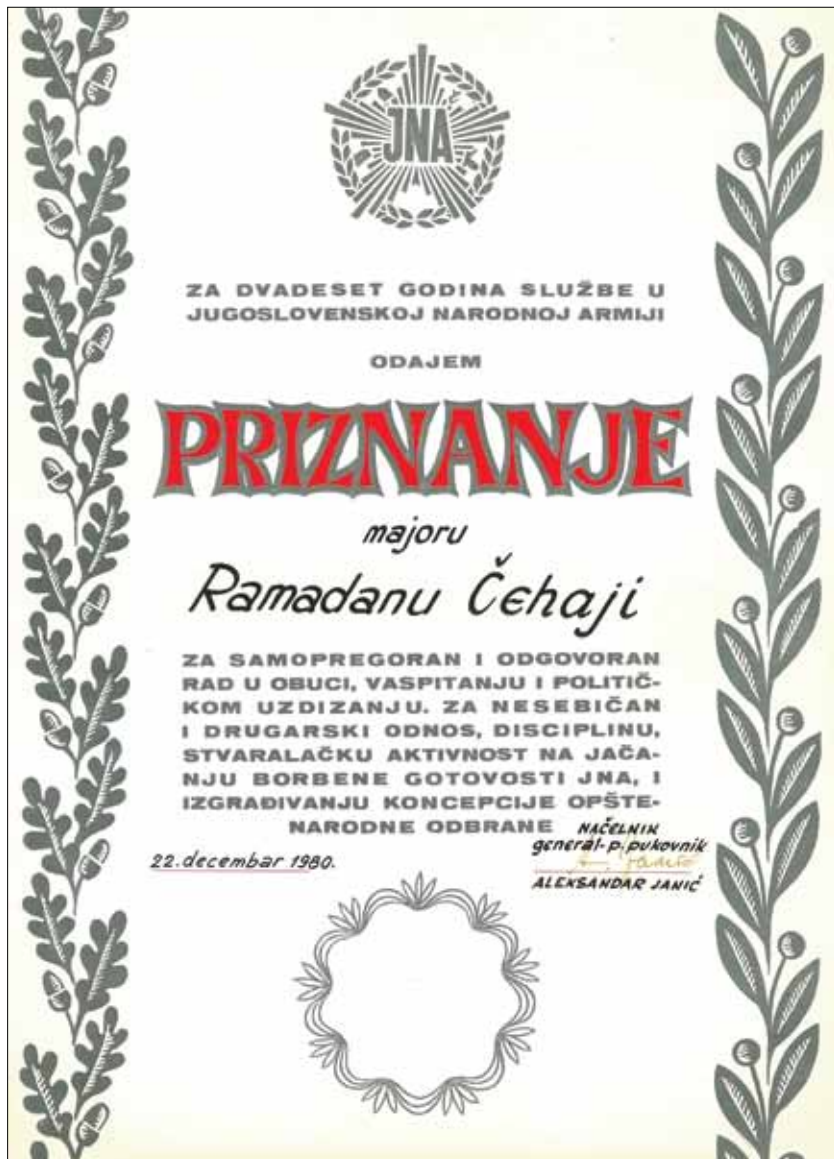 JNA
ZA DVADESET GODINA SLUŽBE U
JUGOSLOVENSKOJ NARODNOJ ARMIJI
ODAJEM
PRIZNANJE
majoru
Ramadanu Čehaji
ZA SAMOPREGORAN I ODGOVORAN
RAD U OBUCI, VASPITANJU I POLITIČ-
KOM UZDIZANJU. ZA NESEBIČAN
I DRUGARSKI ODNOS, DISCIPLINU,
STVARALAČKU AKTIVNOST NA JAČA-
NJU BORBENE GOTOVOSTI JNA, I
IZGRAĐIVANJU KONCEPCIJE OPŠTE-
NARODNE ODBRANE
22. decembar 1980.
NAČELNIK
general-p.pukovnik
ALEKSANDAR JANIĆ